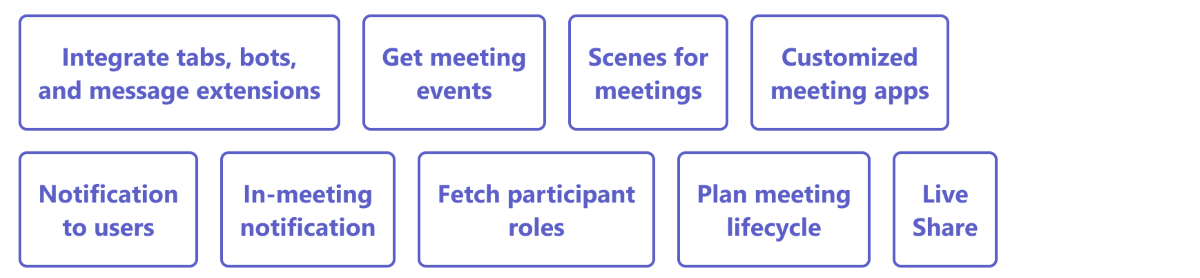 Integrate tabs, bots,
and message extensions
Get meeting
events
Scenes for
meetings
Customized
meeting apps
Notification
to users
In-meeting
notification
Fetch participant
roles
Plan meeting
lifecycle
Live
Share